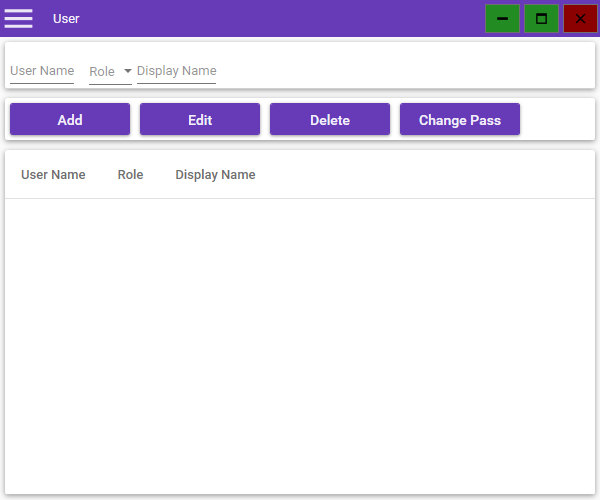 User
User Name Role Display Name
Add Edit Delete Change Pass
User Name Role Display Name